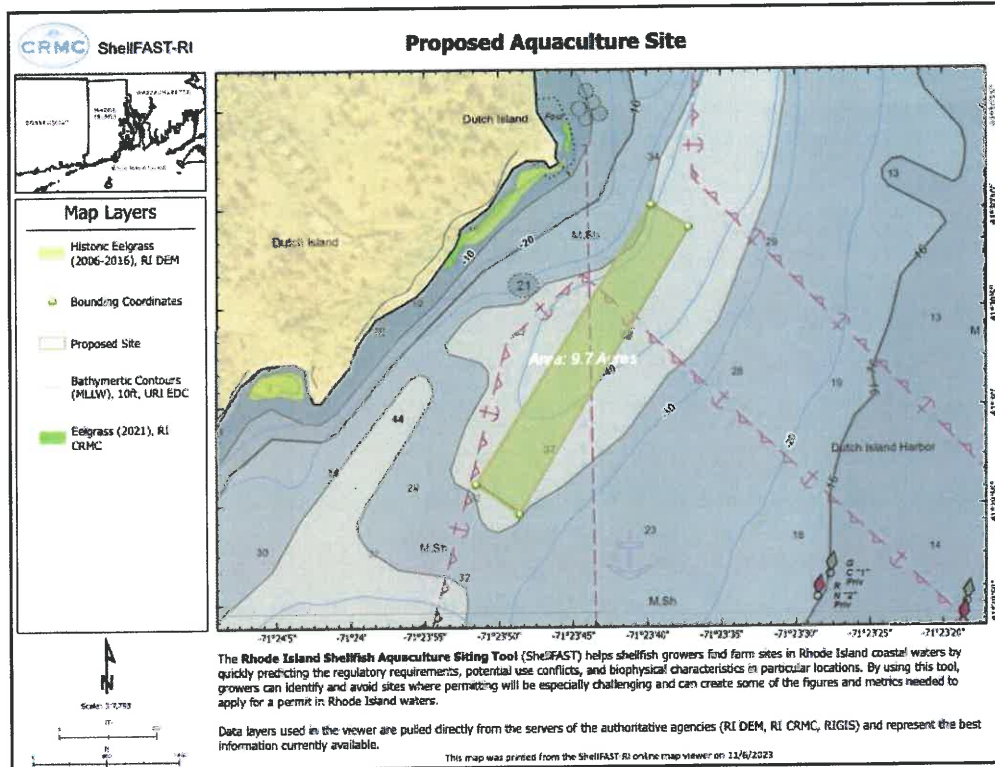 CRMC ShellFAST-RI
Proposed Aquaculture Site
Map Layers
Historic Eelgrass
(2006-2016), RI DEM
Bounding Coordinates
Proposed Site
Bathymertic Contours
(MLLW), 10ft, URI EDC
Eelgrass (2021), RI
CRMC
N
Dutch Island
Dutch Island
Foul
16
34
13
-20
-10
M.Sh
29
16
21
13
M
Area: 9.7 Acres
-40
28
19
44
-30
Dutch Island Harbor
-20
16
30
M.Sh
32
23
18
14
M.Sh
G
C "1"
Priv
R
N "2"
Priv
-71°24'5" -71°24' -71°23'55" -71°23'50" -71°23'45" -71°23'40" -71°23'35" -71°23'30" -71°23'25" -71°23'20"
The Rhode Island Shellfish Aquaculture Siting Tool (ShellFAST) helps shellfish growers find farm sites in Rhode Island coastal waters by
quickly predicting the regulatory requirements, potential use conflicts, and biophysical characteristics in particular locations. By using this tool,
growers can identify and avoid sites where permitting will be especially challenging and can create some of the figures and metrics needed to
apply for a permit in Rhode Island waters.
Data layers used in the viewer are pulled directly from the servers of the authoritative agencies (RI DEM, RI CRMC, RIGIS) and represent the best
information currently available.
This map was printed from the ShellFAST-RI online map viewer on 11/6/2023